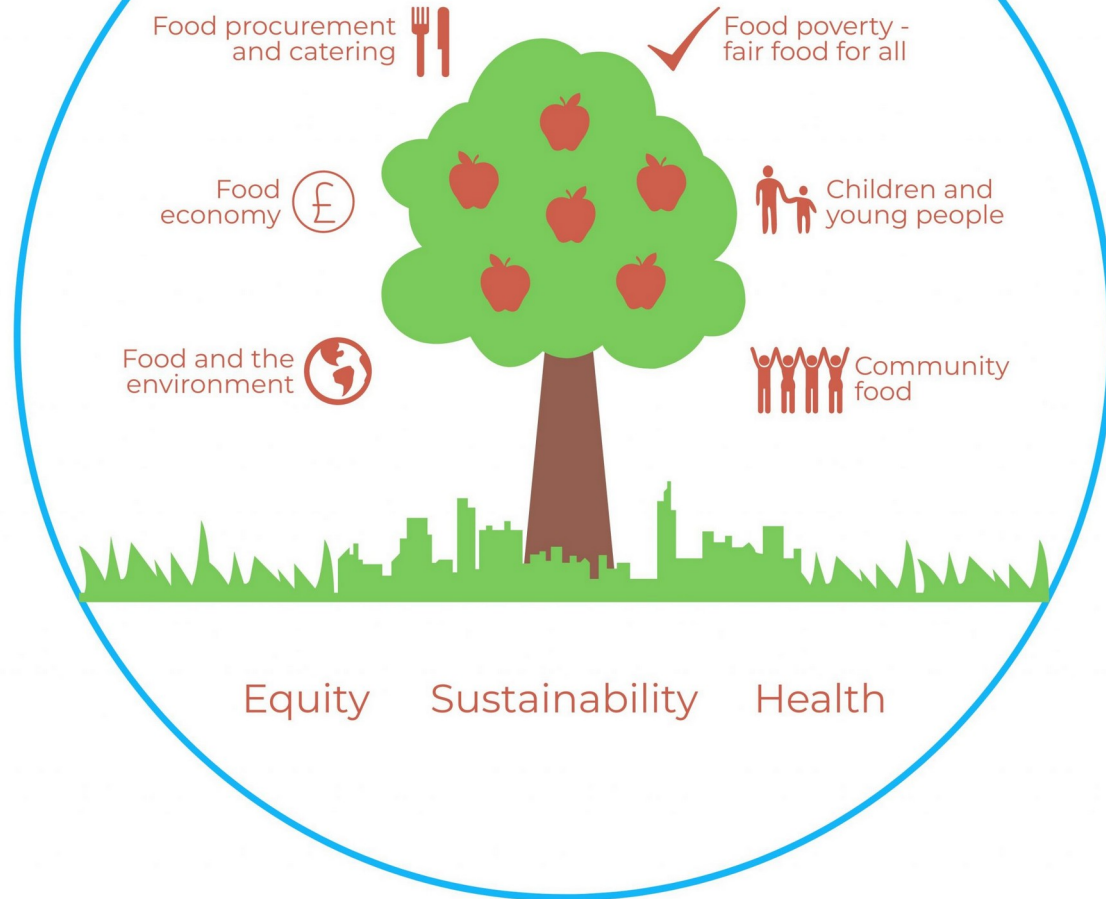 Food procurement
and catering
Food poverty -
fair food for all
Food
economy
£
Children and
young people
Food and the
environment
Community
food
Equity Sustainability Health